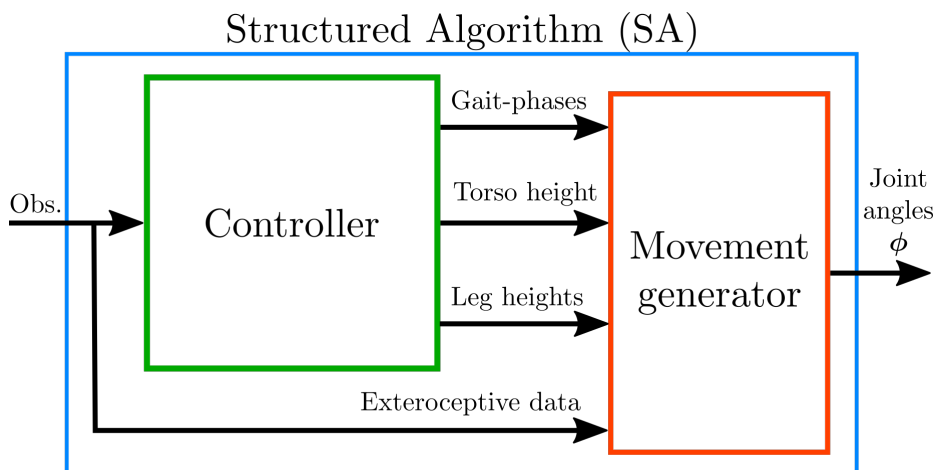 Structured Algorithm (SA)
Gait-phases
Obs.
Controller
Torso height
Leg heights
Exteroceptive data
Movement
generator
Joint
angles
ϕ